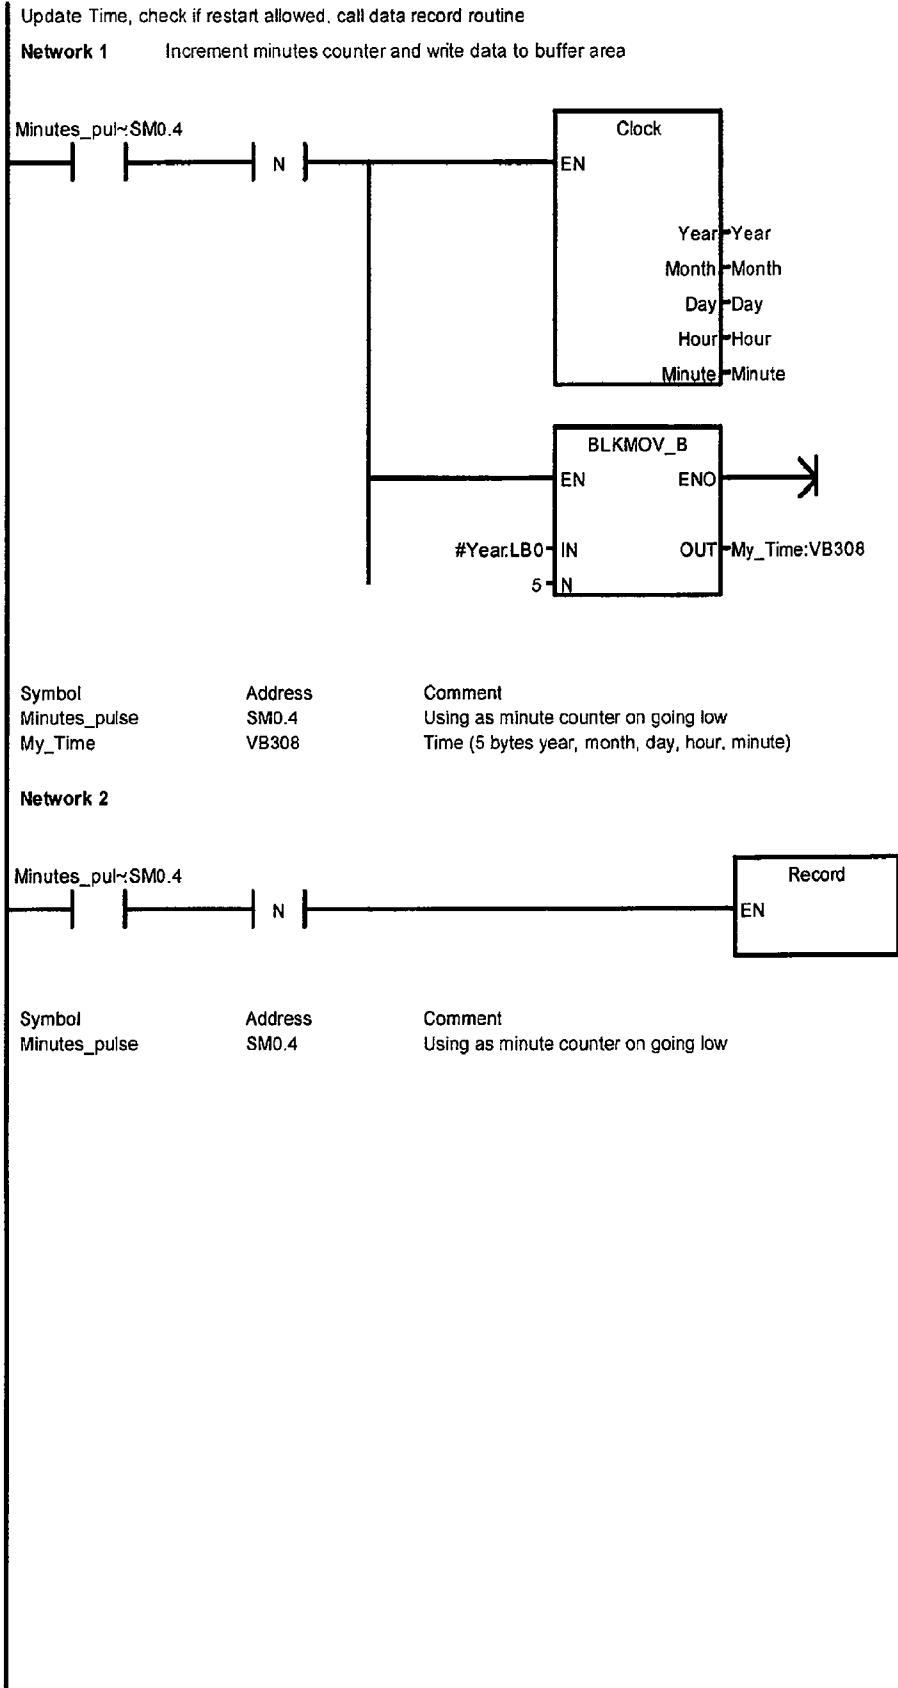 Update Time, check if restart allowed, call data record routine
Network 1 Increment minutes counter and write data to buffer area
Minutes_pul~:SM0.4
N
Clock
EN
Year Year
Month Month
Day Day
Hour Hour
Minute Minute
BLKMOV_B
EN ENO
#Year:LB0 IN OUT My_Time:VB308
5 N
Symbol Address Comment
Minutes_pulse SM0.4 Using as minute counter on going low
My_Time VB308 Time (5 bytes year, month, day, hour, minute)
Network 2
Minutes_pul~:SM0.4
N
Record
EN
Symbol Address Comment
Minutes_pulse SM0.4 Using as minute counter on going low